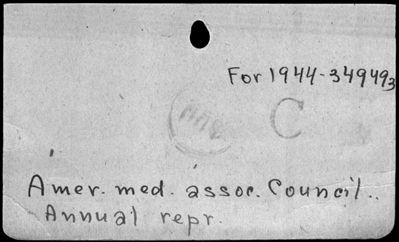 For 1944-349493
C
Amer. med. assoc. Council..
Annual repr.